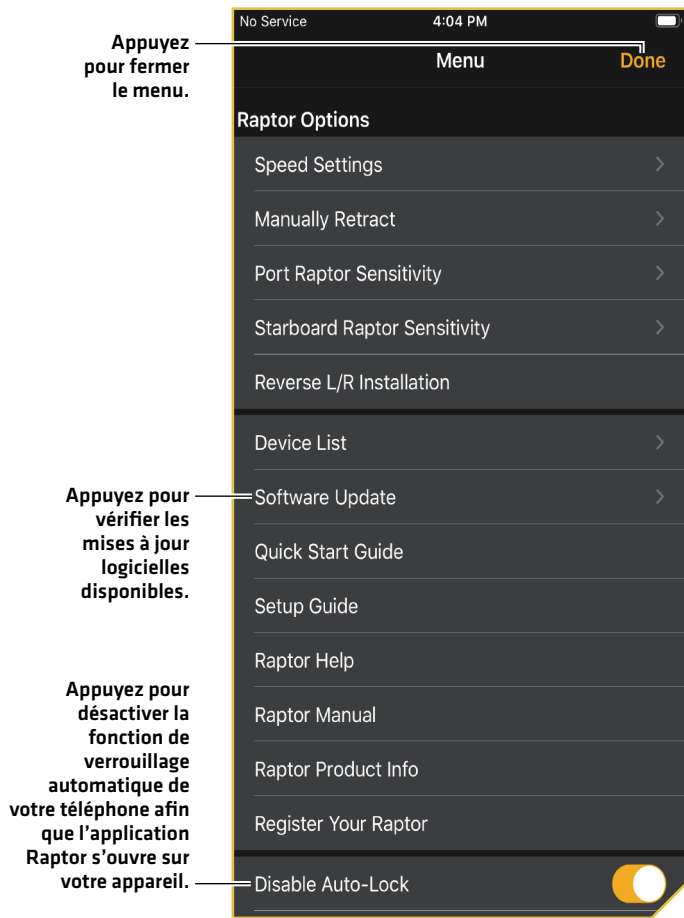 No Service 4:04 PM
Menu Done
Raptor Options
Speed Settings
Manually Retract
Port Raptor Sensitivity
Starboard Raptor Sensitivity
Reverse L/R Installation
Device List
Software Update
Quick Start Guide
Setup Guide
Raptor Help
Raptor Manual
Raptor Product Info
Register Your Raptor
Disable Auto-Lock
Appuyez
pour fermer
le menu.
Appuyez pour
vérifier les
mises à jour
logicielles
disponibles.
Appuyez pour
désactiver la
fonction de
verrouillage
automatique de
votre téléphone afin
que l’application
Raptor s’ouvre sur
votre appareil.